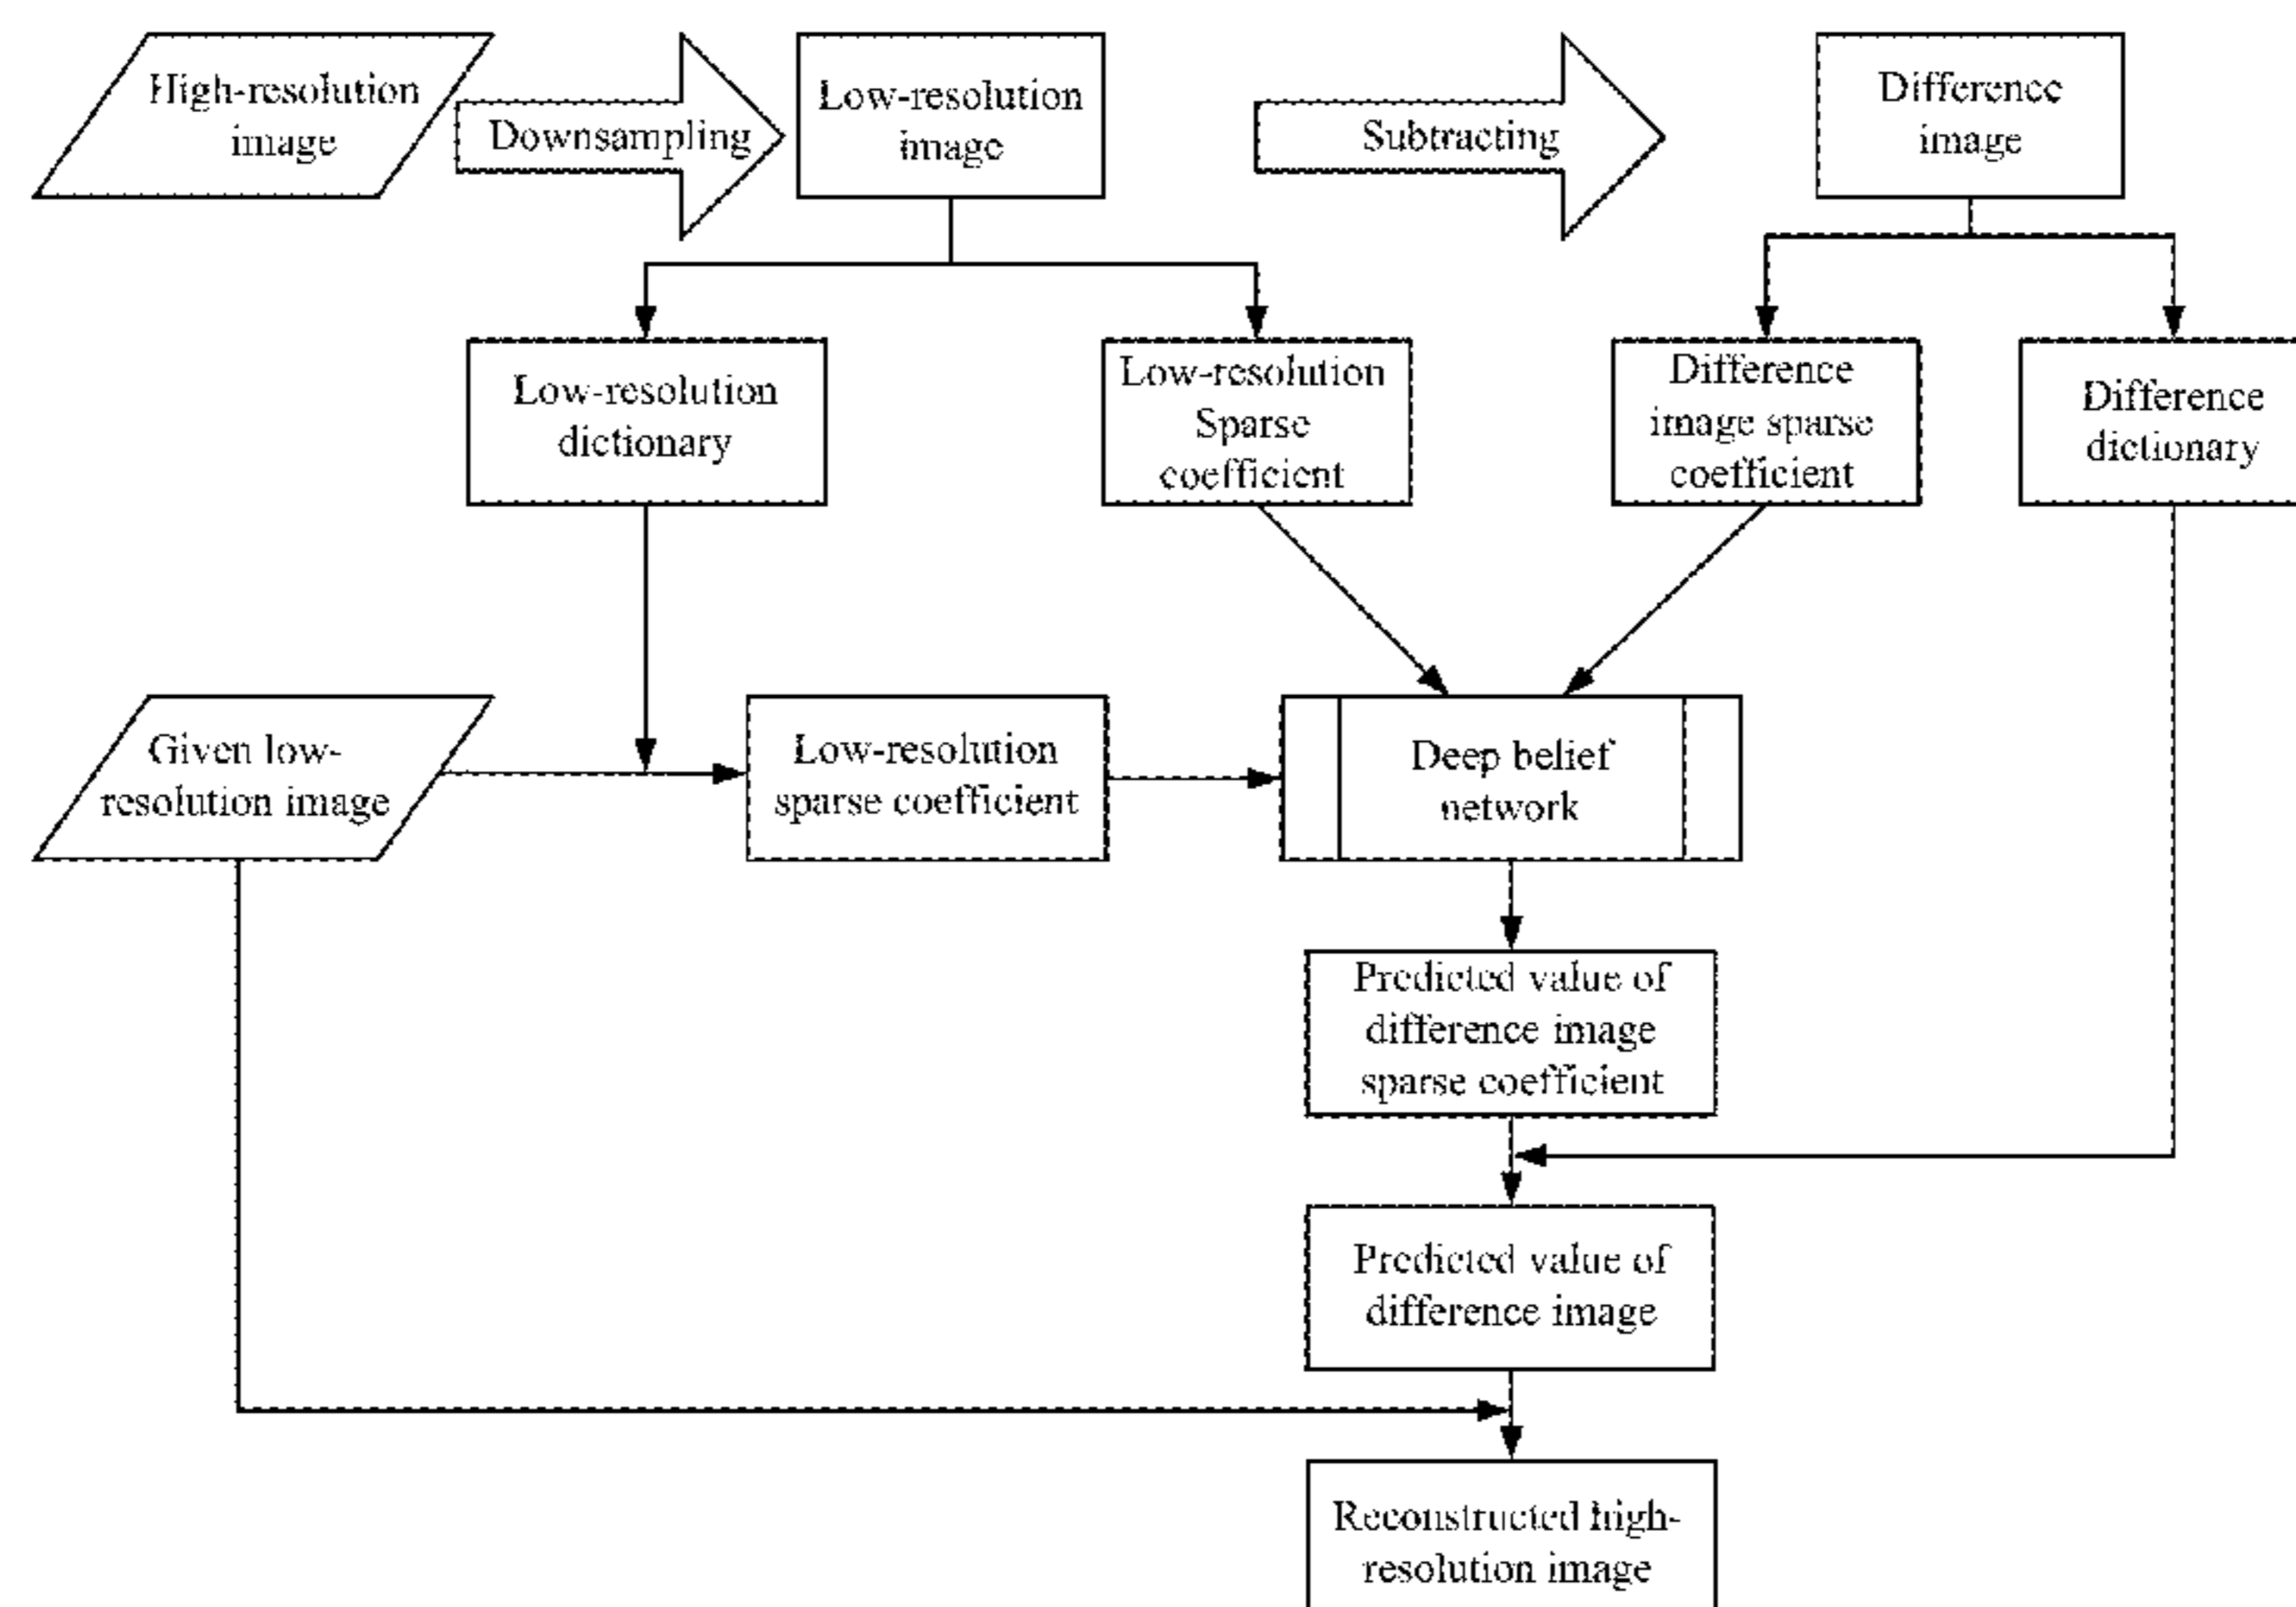 High-resolution
image
Downsampling
Low-resolution
image
Subtracting
Difference
image
Low-resolution
dictionary
Low-resolution
Sparse
coefficient
Difference
image sparse
coefficient
Difference
dictionary
Given low-
resolution image
Low-resolution
sparse coefficient
Deep belief
network
Predicted value of
difference image
sparse coefficient
Predicted value of
difference image
Reconstructed high-
resolution image